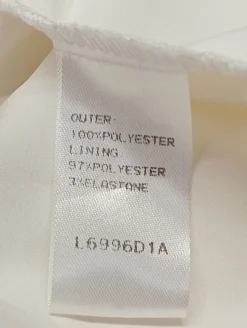 OUTER:
100%POLYESTER
LINING
97%POLYESTER
3%ELASTONE
L6996D1A